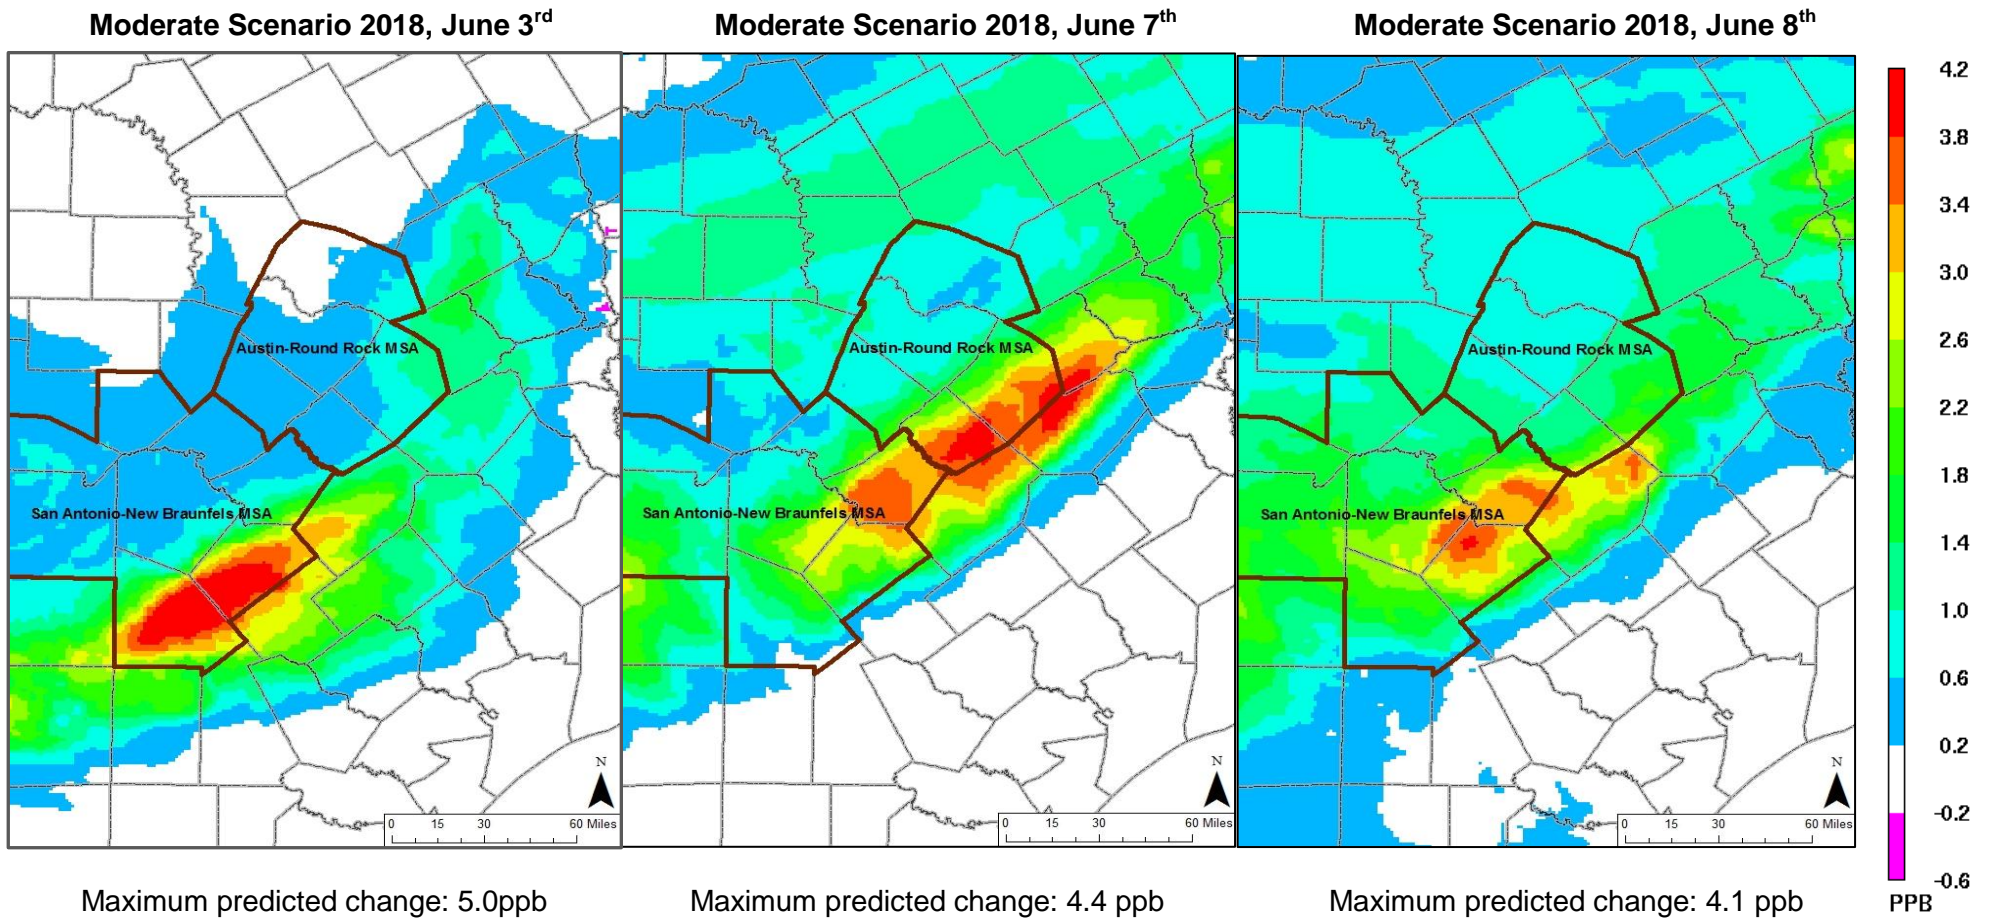 Moderate Scenario 2018, June 3rd
Moderate Scenario 2018, June 7th
Moderate Scenario 2018, June 8th
Austin-Round Rock MSA
San Antonio-New Braunfels MSA
N
0 15 30 60 Miles
Austin-Round Rock MSA
San Antonio-New Braunfels MSA
N
0 15 30 60 Miles
Austin-Round Rock MSA
San Antonio-New Braunfels MSA
N
0 15 30 60 Miles
4.2
3.8
3.4
3.0
2.6
2.2
1.8
1.4
1.0
0.6
0.2
-0.2
-0.6
PPB
Maximum predicted change: 5.0ppb
Maximum predicted change: 4.4 ppb
Maximum predicted change: 4.1 ppb